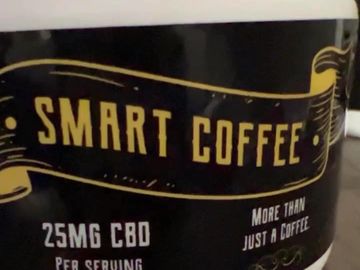 SMART COFFEE
25MG CBD
PER SERVING
MORE THAN
JUST A COFFEE.